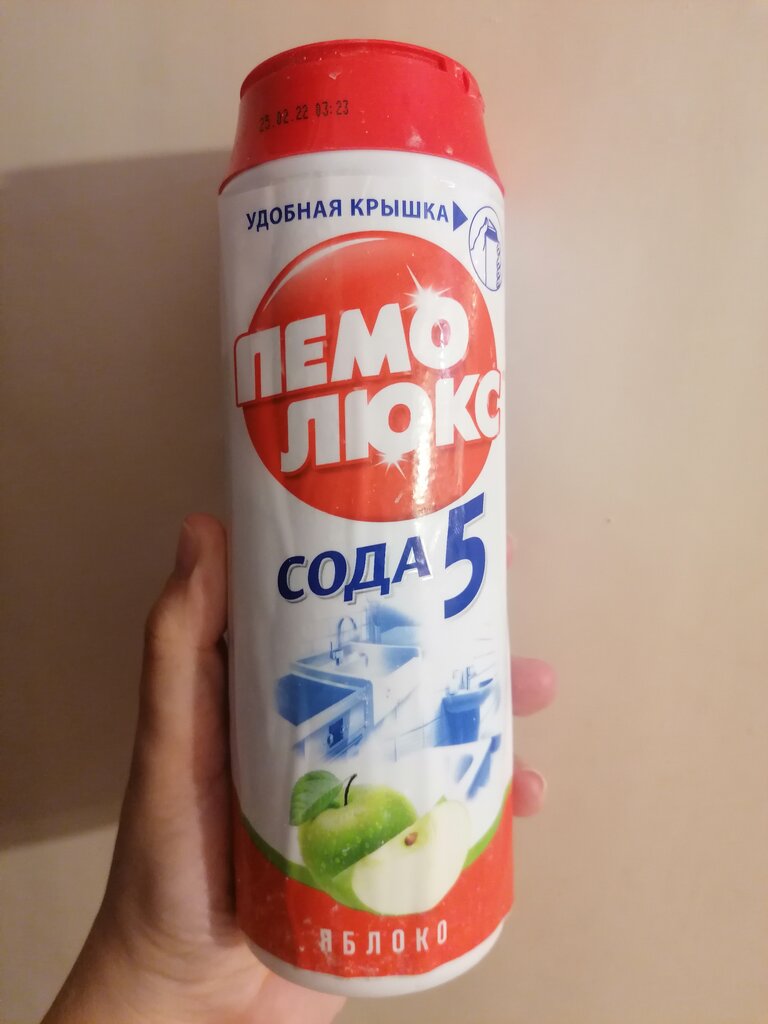 25.02.22 03:23
УДОБНАЯ КРЫШКА
ПЕМО
ЛЮКС
СОДА 5
ЯБЛОКО